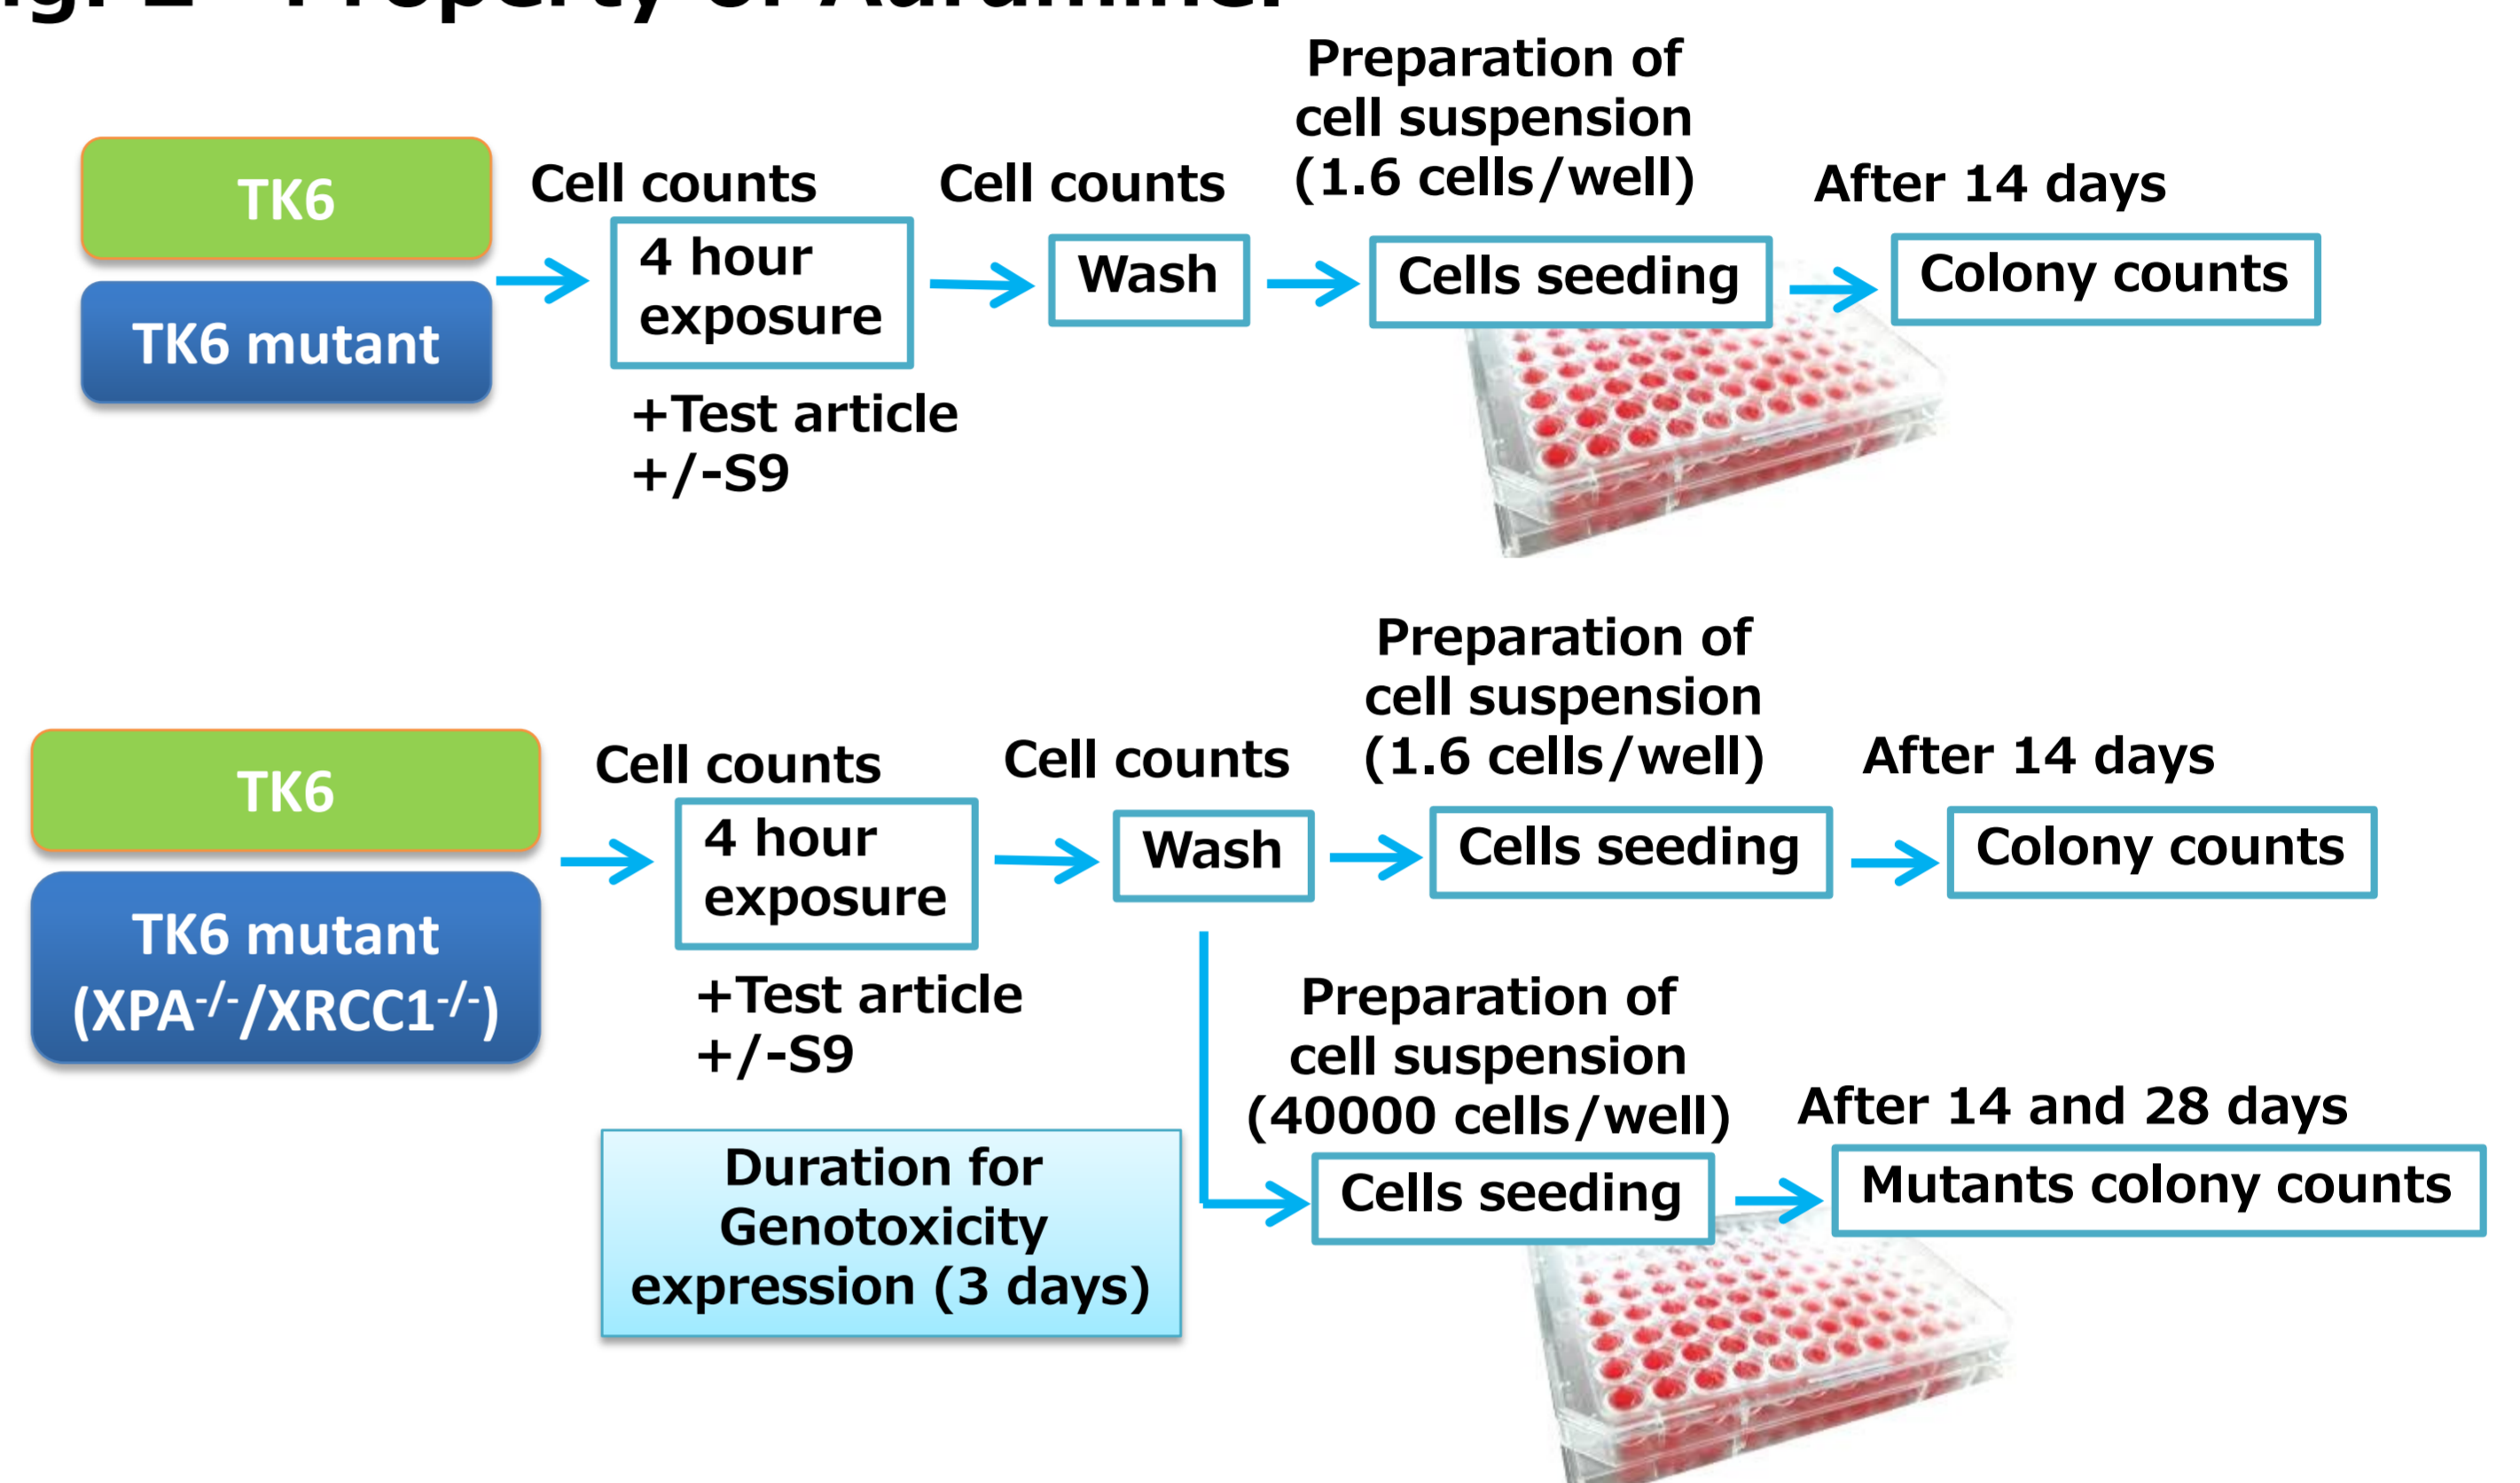 Property of
TK6
TK6 mutant
Cell counts
4 hour
exposure
+Test article
+/-S9
Cell counts
Wash
Preparation of
cell suspension
(1.6 cells/well)
Cells seeding
After 14 days
Colony counts
TK6
TK6 mutant
(XPA-/-/XRCC1-/-)
Cell counts
4 hour
exposure
+Test article
+/-S9
Cell counts
Wash
Preparation of
cell suspension
(1.6 cells/well)
Cells seeding
After 14 days
Colony counts
Duration for
Genotoxicity
expression (3 days)
Preparation of
cell suspension
(40000 cells/well)
Cells seeding
After 14 and 28 days
Mutants colony counts